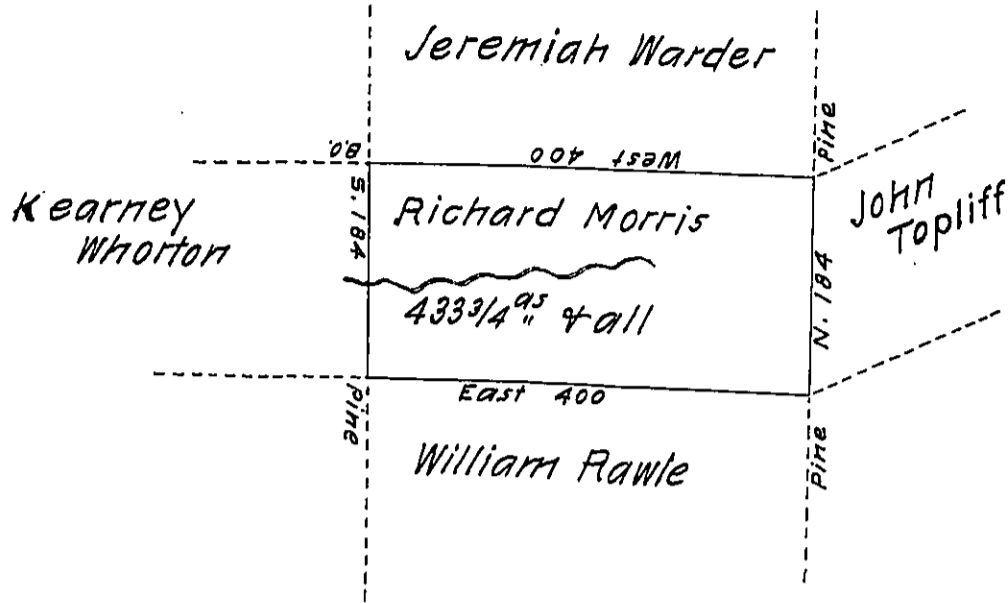 Jeremiah Warder
Pine
B.O.
West 400
Kearney
Whorton
S. 184
Richard Morris
John
Topliff
433 3/4 as " & all
N. 184
East 400
Pine
William Rawle
Pine